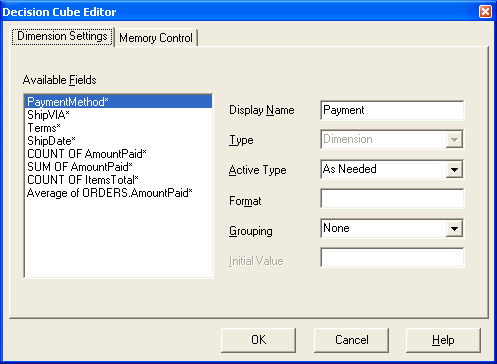 Decision Cube Editor
Dimension Settings Memory Control
Available Fields
PaymentMethod*
ShipVIA*
Terms*
ShipDate*
COUNT OF AmountPaid*
SUM OF AmountPaid*
COUNT OF ItemsTotal*
Average of ORDERS.AmountPaid*
Display Name Payment
Type Dimension
Active Type As Needed
Format
Grouping None
Initial Value
OK Cancel Help